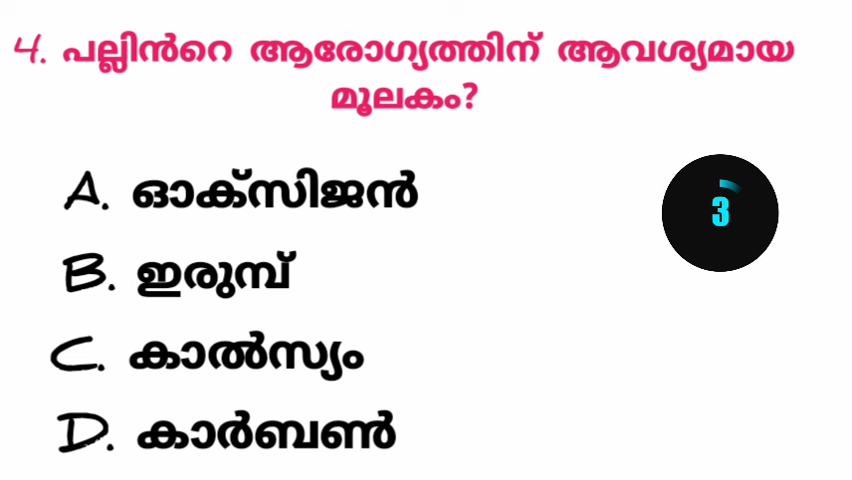 4. പല്ലിൻറെ ആരോഗ്യത്തിന് ആവശ്യമായ
മൂലകം?
A. ഓക്സിജൻ
3
B. ഇരുമ്പ്
C. കാൽസ്യം
D. കാർബൺ